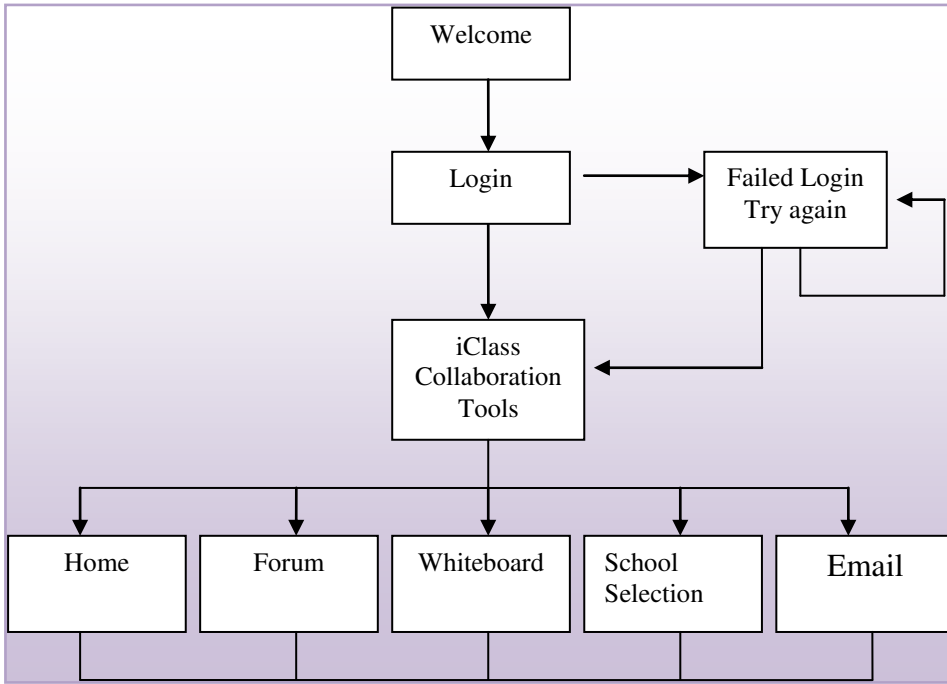 Welcome
Login
Failed Login
Try again
iClass
Collaboration
Tools
Home
Forum
Whiteboard
School
Selection
Email